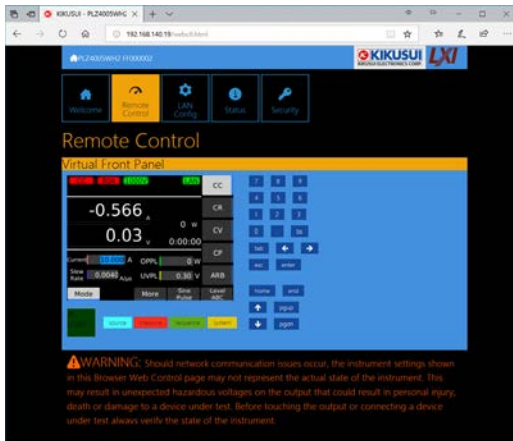 KIKUSUI - PLZ4005WH2
192.168.140.19
PLZ4005WH2 FF000002
KIKUSUI
KIKUSUI ELECTRONICS CORP.
LXI
Welcome
Remote Control
LAN Config
Status
Security
Remote Control
Virtual Front Panel
CC
1000V
LAN
CC
7 8 9
4 5 6
-0.566 A
CR
1 2 3
0 W
0 bs
0.03 V
0:00:00
CV
tab
CP
esc enter
Current 10.000 A OPPL 0 W
Slew Rate 0.0040 A/µs UVPL 0.30 V
ARB
Mode More Sine Pulse Level ABC
home end
pgup
source measure sequence system
pgdn
WARNING: Should network communication issues occur, the instrument settings shown
in this Browser Web Control page may not represent the actual state of the instrument. This
may result in unexpected hazardous voltages on the output that could result in personal injury,
death or damage to a device under test. Before touching the output or connecting a device
under test always verify the state of the instrument.